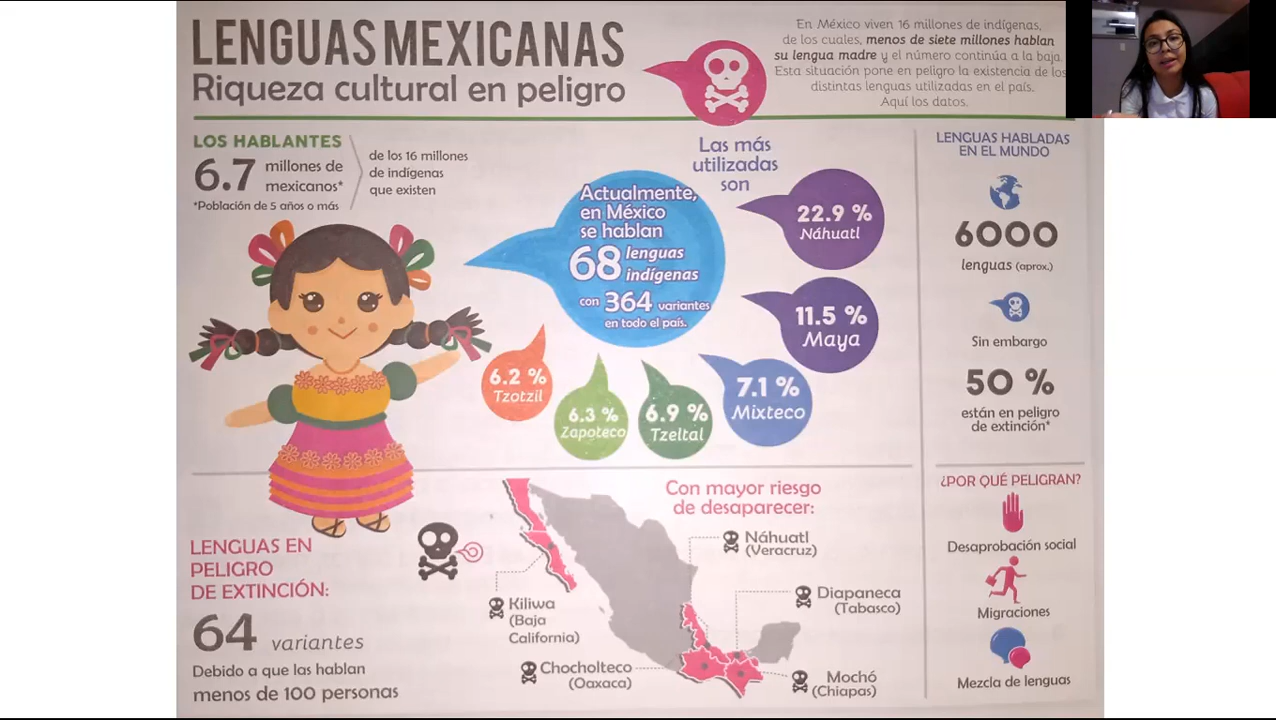 LENGUAS MEXICANAS
Riqueza cultural en peligro
En México viven 16 millones de indígenas,
de los cuales, menos de siete millones hablan
su lengua madre y el número continúa a la baja.
Esta situación pone en peligro la existencia de los
distintas lenguas utilizadas en el país.
Aquí los datos.
LOS HABLANTES
6.7 millones de
mexicanos*
*Población de 5 años o más
de los 16 millones
de indígenas
que existen
Actualmente,
en México
se hablan
68 lenguas
indígenas
con 364 variantes
en todo el país.
Las más
utilizadas
son
22.9 %
Náhuatl
11.5 %
Maya
7.1 %
Mixteco
6.9 %
Tzeltal
6.3 %
Zapoteco
6.2 %
Tzotzil
LENGUAS HABLADAS
EN EL MUNDO
6000
lenguas (aprox.)
Sin embargo
50 %
están en peligro
de extinción*
LENGUAS EN
PELIGRO
DE EXTINCIÓN:
64 variantes
Debido a que las hablan
menos de 100 personas
Con mayor riesgo
de desaparecer:
Náhuatl
(Veracruz)
Diapaneca
(Tabasco)
Mochó
(Chiapas)
Kiliwa
(Baja
California)
Chocholteco
(Oaxaca)
¿POR QUÉ PELIGRAN?
Desaprobación social
Migraciones
Mezcla de lenguas